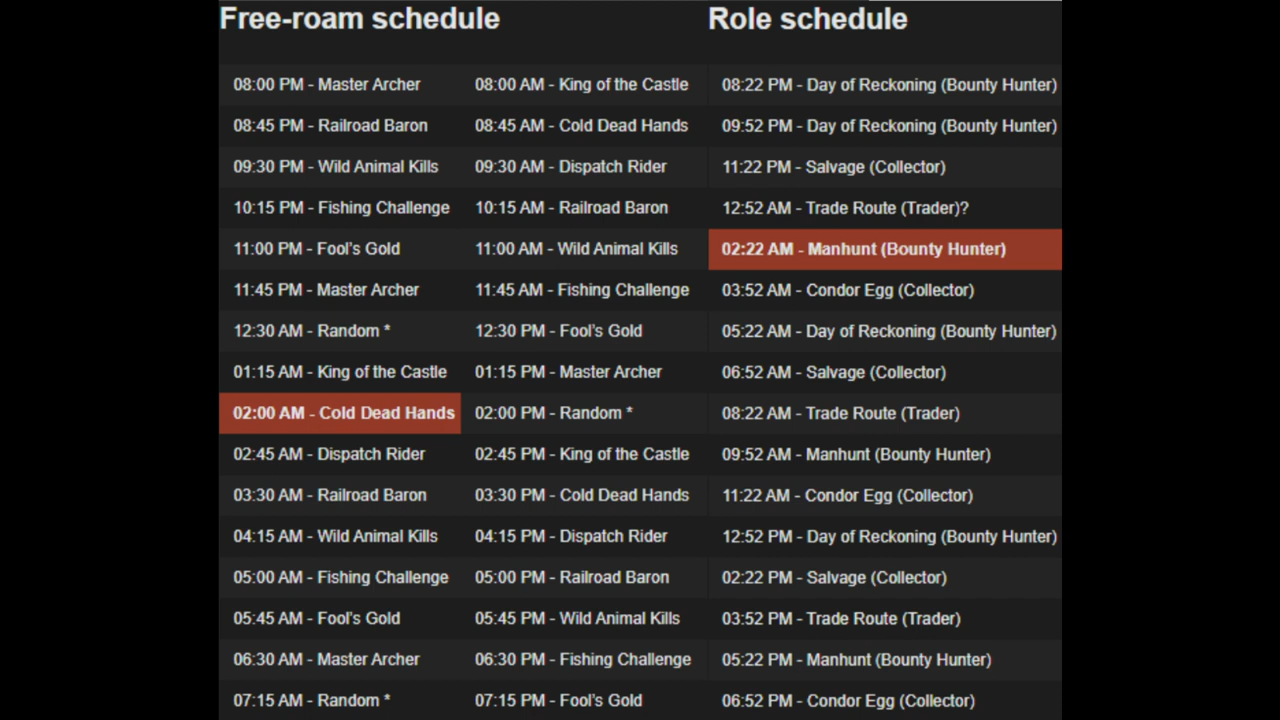 Free-roam schedule
Role schedule
08:00 PM - Master Archer
08:00 AM - King of the Castle
08:22 PM - Day of Reckoning (Bounty Hunter)
08:45 PM - Railroad Baron
08:45 AM - Cold Dead Hands
09:52 PM - Day of Reckoning (Bounty Hunter)
09:30 PM - Wild Animal Kills
09:30 AM - Dispatch Rider
11:22 PM - Salvage (Collector)
10:15 PM - Fishing Challenge
10:15 AM - Railroad Baron
12:52 AM - Trade Route (Trader)?
11:00 PM - Fool's Gold
11:00 AM - Wild Animal Kills
02:22 AM - Manhunt (Bounty Hunter)
11:45 PM - Master Archer
11:45 AM - Fishing Challenge
03:52 AM - Condor Egg (Collector)
12:30 AM - Random *
12:30 PM - Fool's Gold
05:22 AM - Day of Reckoning (Bounty Hunter)
01:15 AM - King of the Castle
01:15 PM - Master Archer
06:52 AM - Salvage (Collector)
02:00 AM - Cold Dead Hands
02:00 PM - Random *
08:22 AM - Trade Route (Trader)
02:45 AM - Dispatch Rider
02:45 PM - King of the Castle
09:52 AM - Manhunt (Bounty Hunter)
03:30 AM - Railroad Baron
03:30 PM - Cold Dead Hands
11:22 AM - Condor Egg (Collector)
04:15 AM - Wild Animal Kills
04:15 PM - Dispatch Rider
12:52 PM - Day of Reckoning (Bounty Hunter)
05:00 AM - Fishing Challenge
05:00 PM - Railroad Baron
02:22 PM - Salvage (Collector)
05:45 AM - Fool's Gold
05:45 PM - Wild Animal Kills
03:52 PM - Trade Route (Trader)
06:30 AM - Master Archer
06:30 PM - Fishing Challenge
05:22 PM - Manhunt (Bounty Hunter)
07:15 AM - Random *
07:15 PM - Fool's Gold
06:52 PM - Condor Egg (Collector)